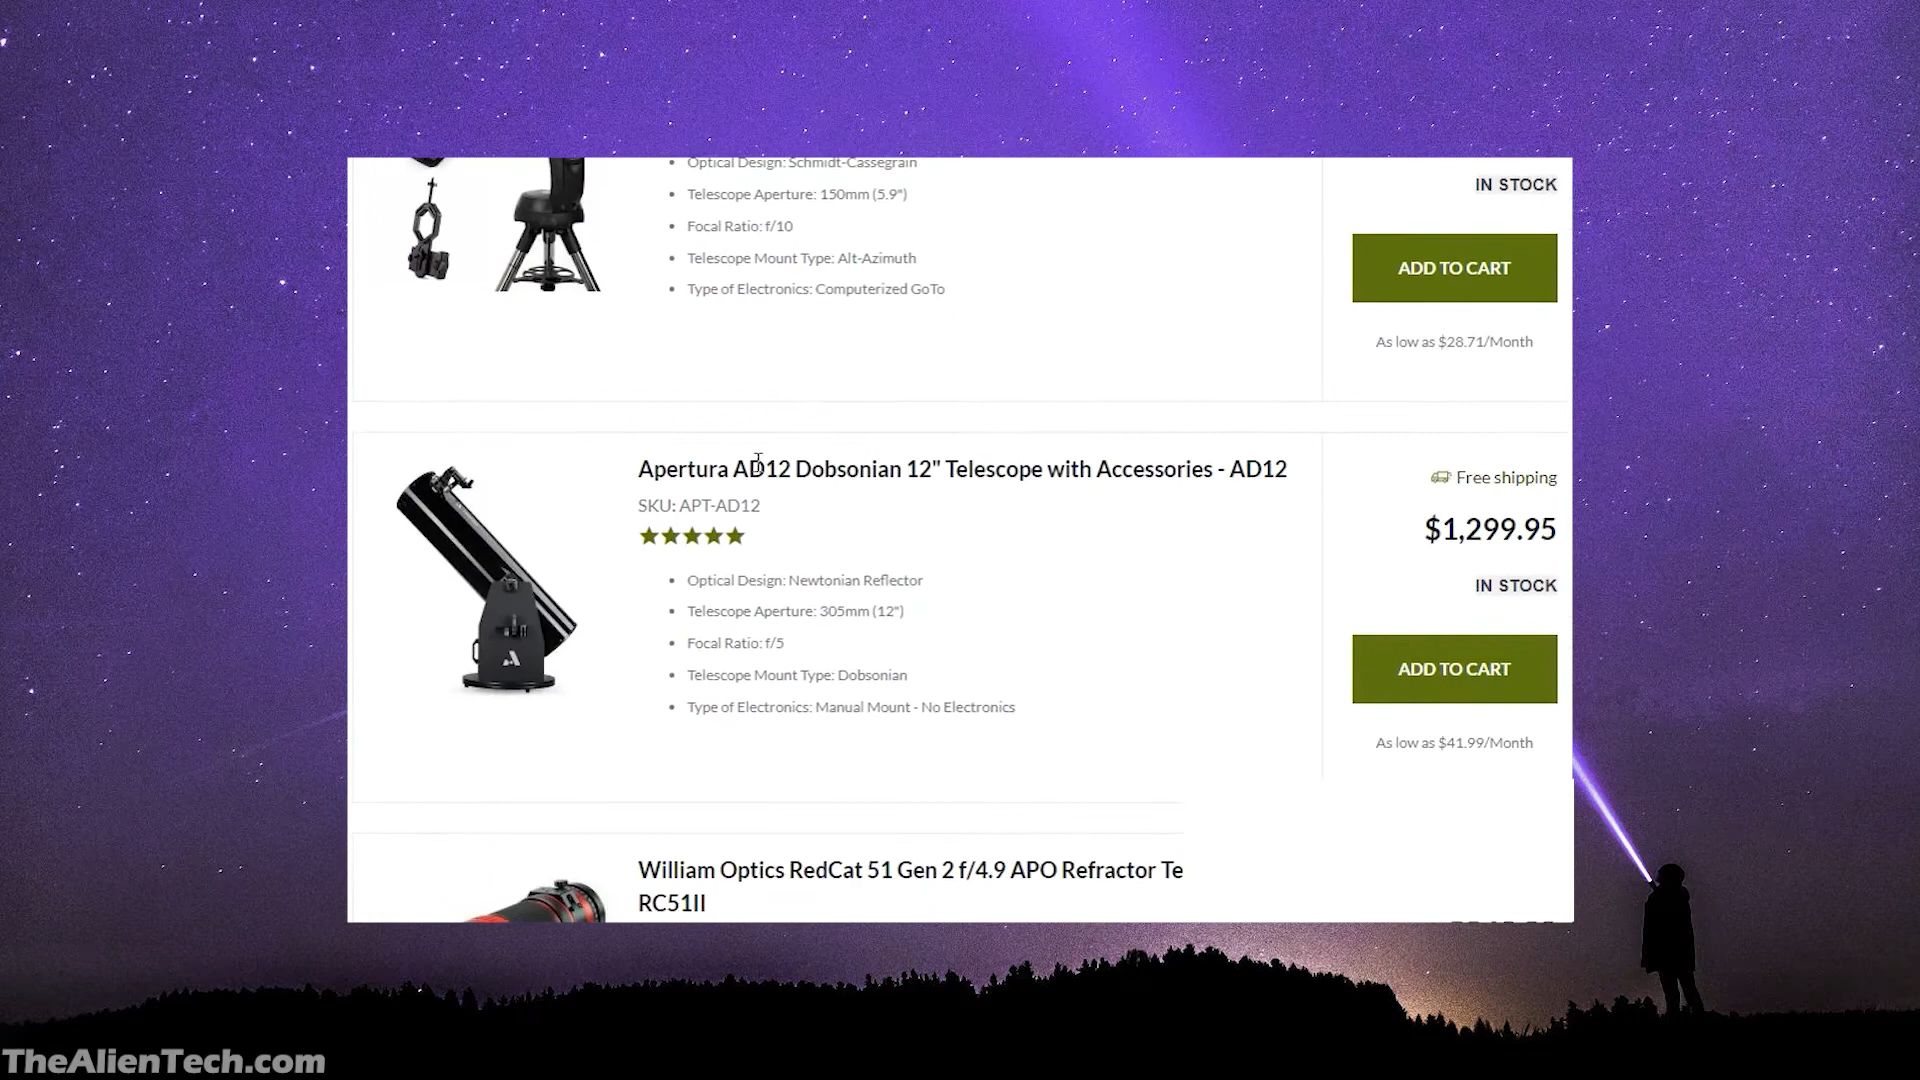 Optical Design: Schmidt-Cassegrain
Telescope Aperture: 150mm (5.9")
Focal Ratio: f/10
Telescope Mount Type: Alt-Azimuth
Type of Electronics: Computerized GoTo
IN STOCK
ADD TO CART
As low as $28.71/Month
Apertura AD12 Dobsonian 12" Telescope with Accessories - AD12
SKU: APT-AD12
Optical Design: Newtonian Reflector
Telescope Aperture: 305mm (12")
Focal Ratio: f/5
Telescope Mount Type: Dobsonian
Type of Electronics: Manual Mount - No Electronics
Free shipping
$1,299.95
IN STOCK
ADD TO CART
As low as $41.99/Month
William Optics RedCat 51 Gen 2 f/4.9 APO Refractor Te
RC51II
TheAlienTech.com